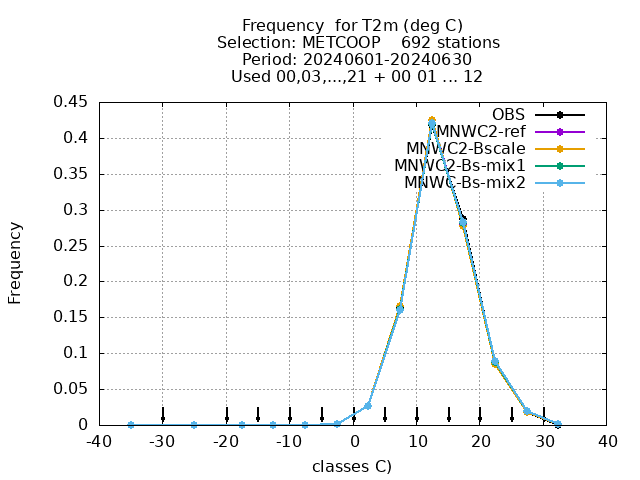 Frequency  for T2m (deg C)
Selection: METCOOP    692 stations
Period: 20240601-20240630
Used 00,03,...,21 + 00 01 ... 12
0.45
0.4
0.35
0.3
0.25
0.2
0.15
0.1
0.05
0
Frequency
OBS
MNWC2-ref
MNWC2-Bscale
MNWC2-Bs-mix1
MNWC-Bs-mix2
-40
-30
-20
-10
0
10
20
30
40
classes C)